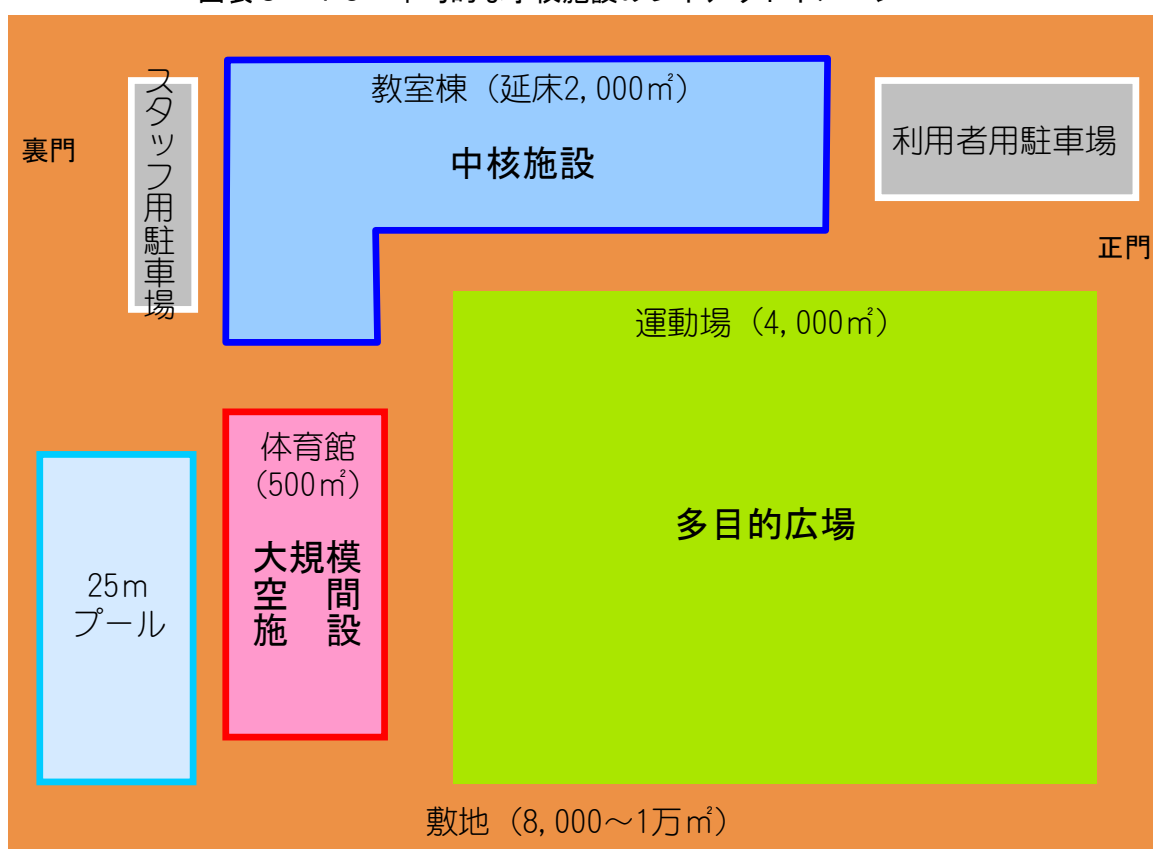 教室棟（延床2,000㎡）
中核施設
スタッフ用駐車場
裏門
利用者用駐車場
正門
運動場（4,000㎡）
多目的広場
体育館
（500㎡）
大規模
空間
施設
25m
プール
敷地（8,000～1万㎡）